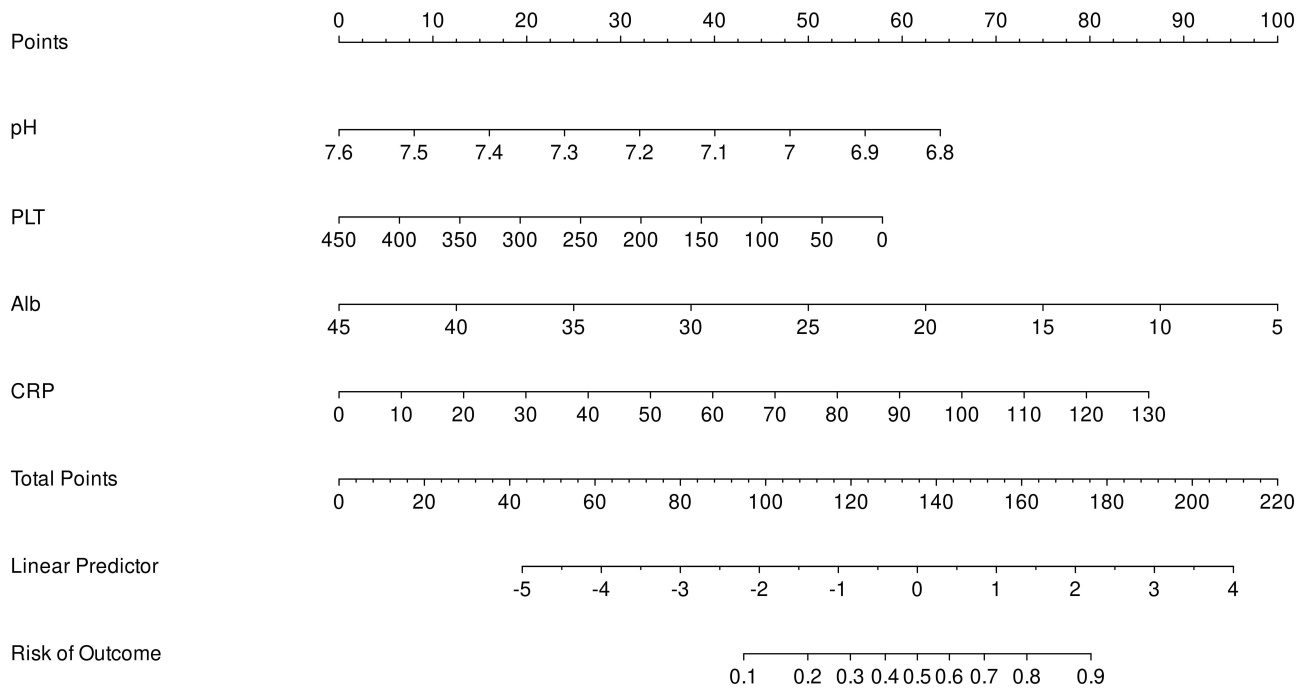 0 10 20 30 40 50 60 70 80 90 100
Points
pH
7.6 7.5 7.4 7.3 7.2 7.1 7 6.9 6.8
PLT
450 400 350 300 250 200 150 100 50 0
Alb
45 40 35 30 25 20 15 10 5
CRP
0 10 20 30 40 50 60 70 80 90 100 110 120 130
Total Points
0 20 40 60 80 100 120 140 160 180 200 220
Linear Predictor
-5 -4 -3 -2 -1 0 1 2 3 4
Risk of Outcome
0.1 0.2 0.3 0.4 0.5 0.6 0.7 0.8 0.9